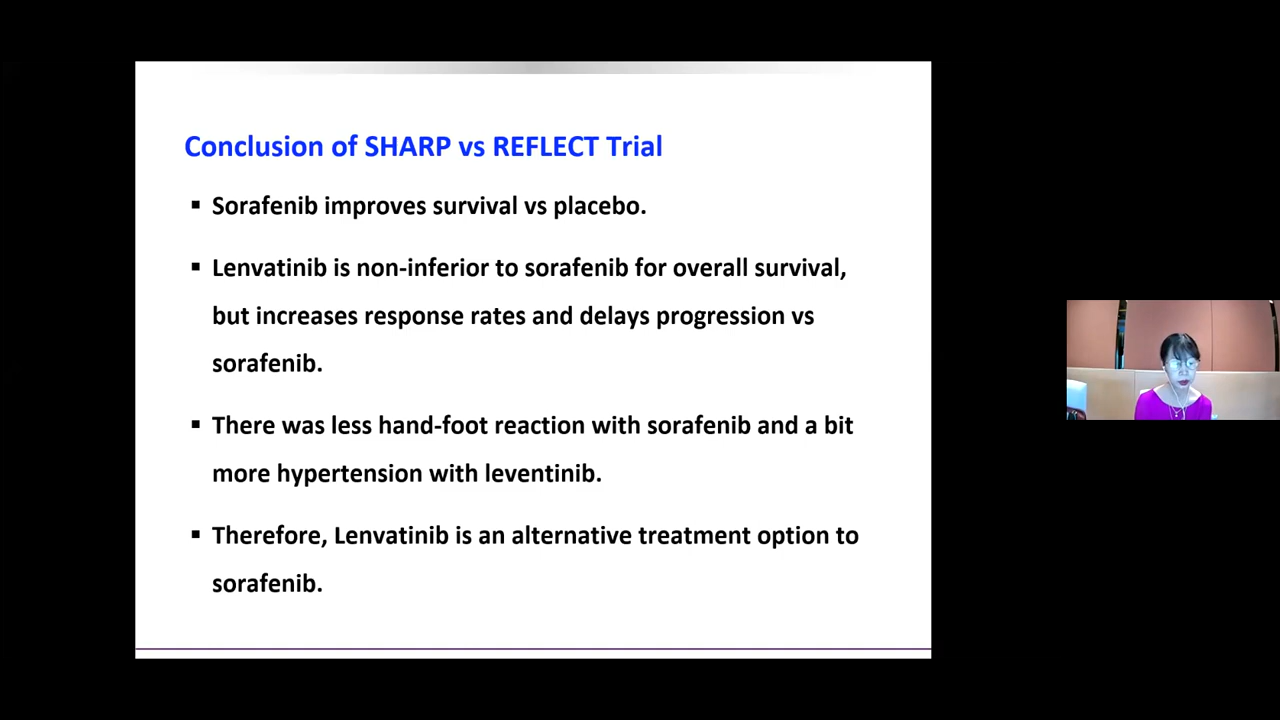 Conclusion of SHARP vs REFLECT Trial
▪ Sorafenib improves survival vs placebo.
▪ Lenvatinib is non-inferior to sorafenib for overall survival,
but increases response rates and delays progression vs
sorafenib.
▪ There was less hand-foot reaction with sorafenib and a bit
more hypertension with leventinib.
▪ Therefore, Lenvatinib is an alternative treatment option to
sorafenib.